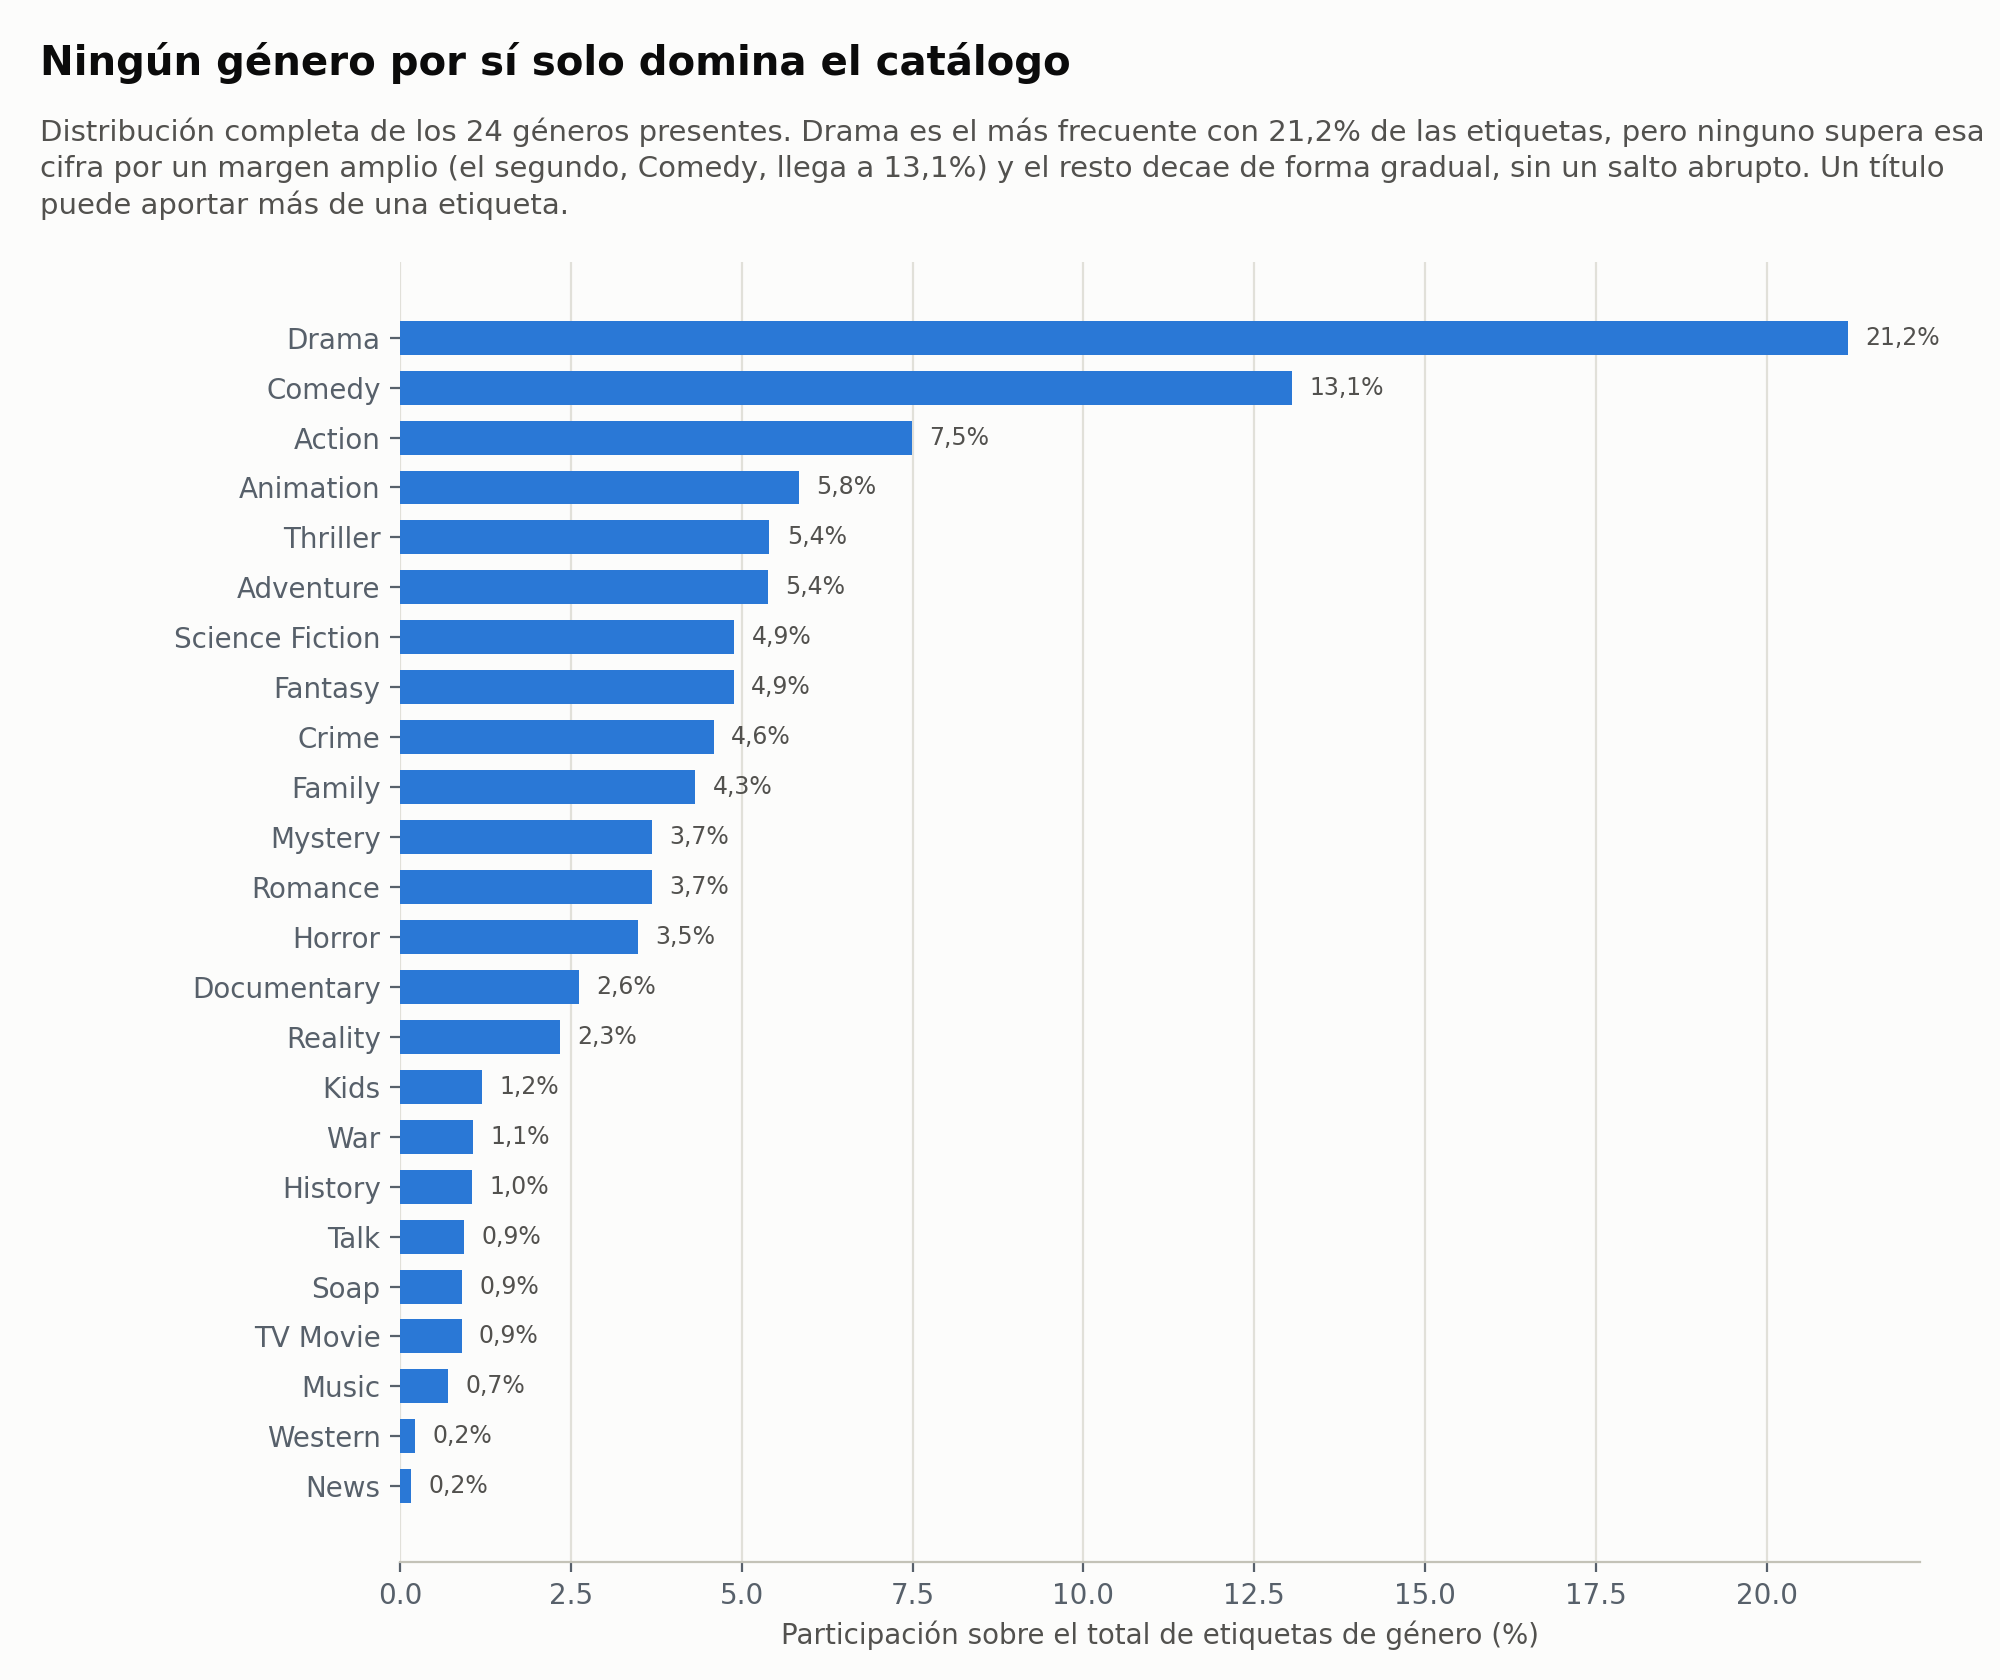 Ningún género por sí solo domina el catálogo
Distribución completa de los 24 géneros presentes. Drama es el más frecuente con 21,2% de las etiquetas, pero ninguno supera esa
cifra por un margen amplio (el segundo, Comedy, llega a 13,1%) y el resto decae de forma gradual, sin un salto abrupto. Un título
puede aportar más de una etiqueta.
Drama 21,2%
Comedy 13,1%
Action 7,5%
Animation 5,8%
Thriller 5,4%
Adventure 5,4%
Science Fiction 4,9%
Fantasy 4,9%
Crime 4,6%
Family 4,3%
Mystery 3,7%
Romance 3,7%
Horror 3,5%
Documentary 2,6%
Reality 2,3%
Kids 1,2%
War 1,1%
History 1,0%
Talk 0,9%
Soap 0,9%
TV Movie 0,9%
Music 0,7%
Western 0,2%
News 0,2%
0.0 2.5 5.0 7.5 10.0 12.5 15.0 17.5 20.0
Participación sobre el total de etiquetas de género (%)